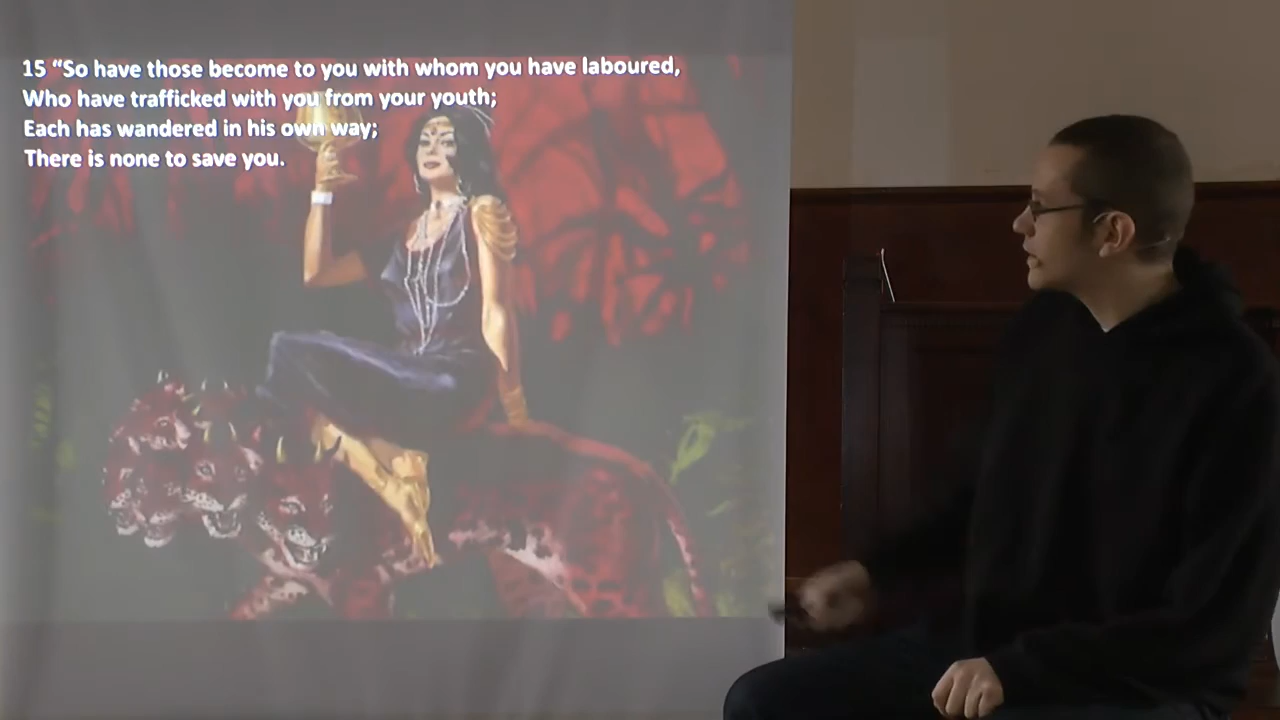 15 “So have those become to you with whom you have laboured,
Who have trafficked with you from your youth;
Each has wandered in his own way;
There is none to save you.